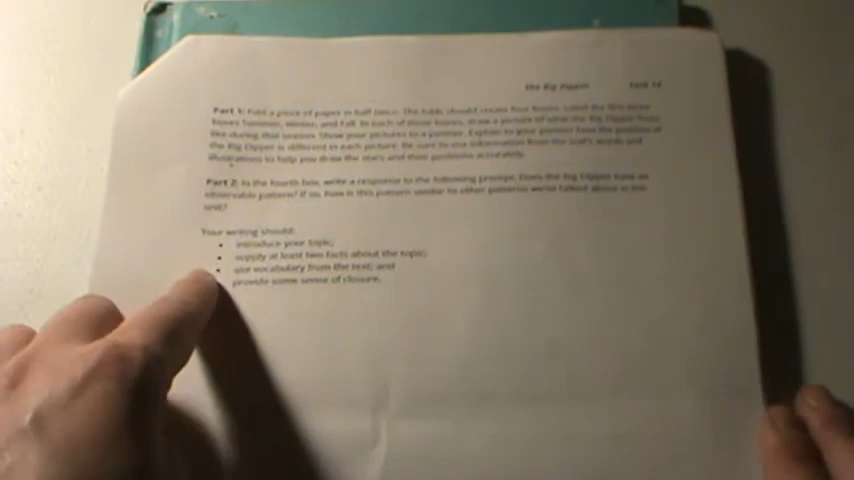 The Big Dipper Task 14
Part 1: Fold a piece of paper in half twice. The folds should create four boxes. Label the first three
boxes Summer, Winter, and Fall. In each of those boxes, draw a picture of what the Big Dipper looks
like during that season. Show your pictures to a partner. Explain to your partner how the position of
the Big Dipper is different in each picture. Be sure to use information from the text's words and
illustrations to help you draw the stars and their positions accurately.
Part 2: In the fourth box, write a response to the following prompt. Does the Big Dipper have an
observable pattern? If so, how is this pattern similar to other patterns we've talked about in this
unit?
Your writing should:
• introduce your topic;
• supply at least two facts about the topic;
• use vocabulary from the text; and
provide some sense of closure.